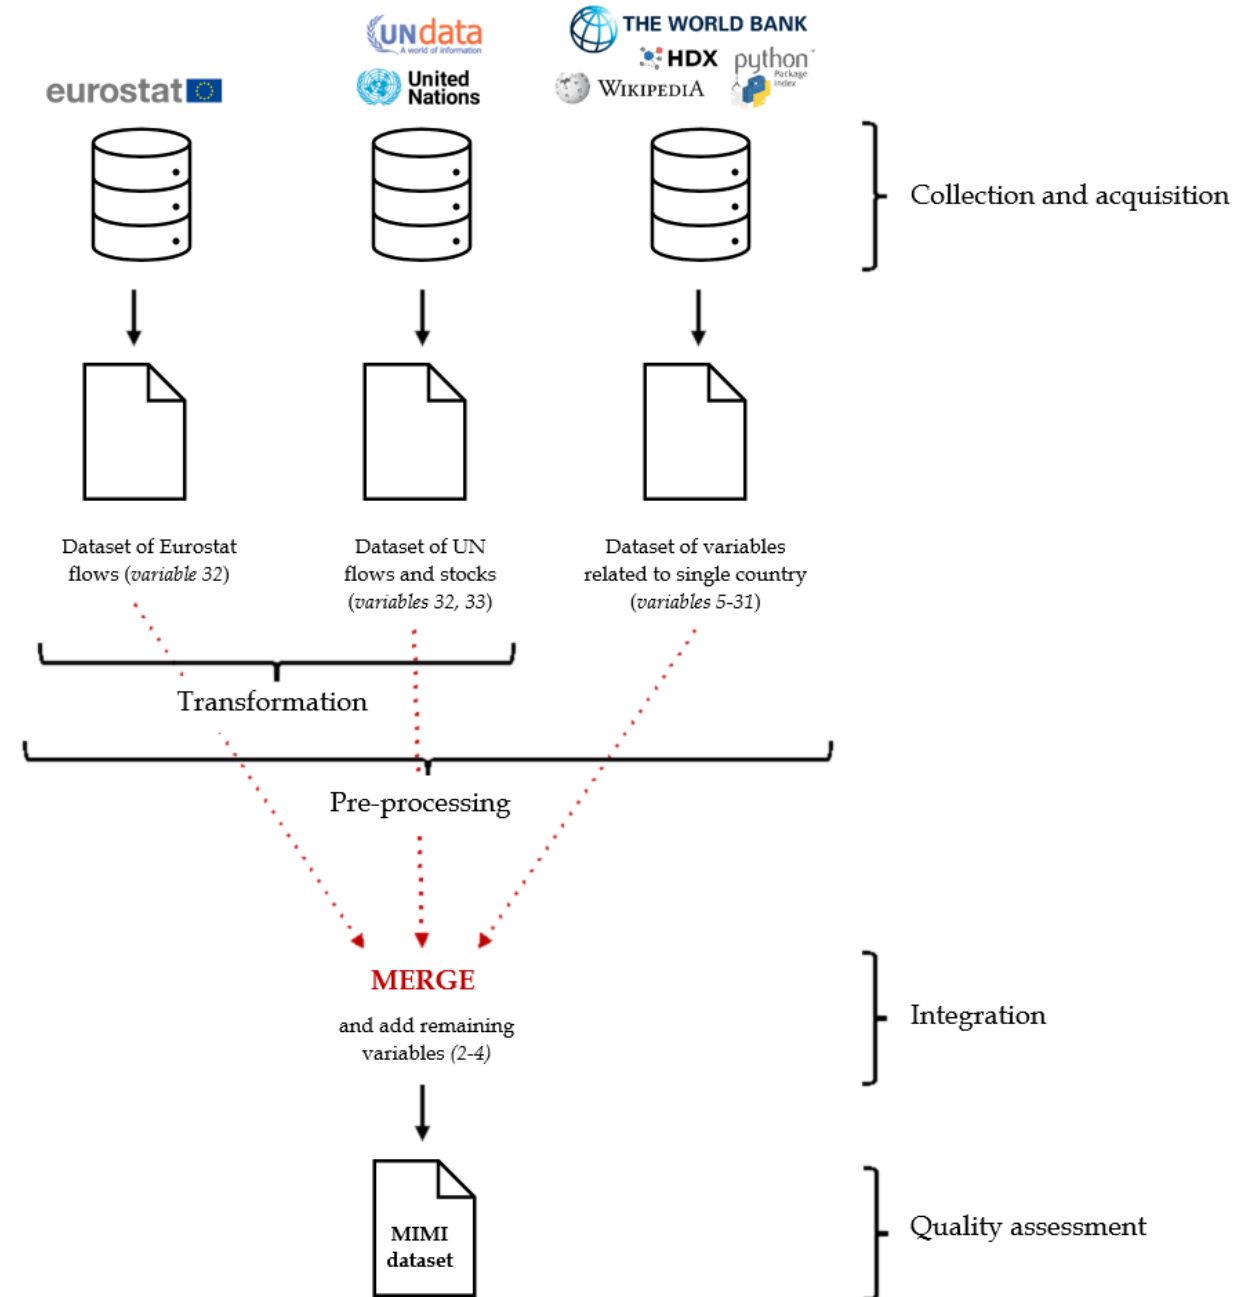 UNdata
A world of information
THE WORLD BANK
HDX
python
Package
Index
eurostat
United
Nations
WIKIPEDIA
Collection and acquisition
Dataset of Eurostat
flows (variable 32)
Dataset of UN
flows and stocks
(variables 32, 33)
Dataset of variables
related to single country
(variables 5-31)
Transformation
Pre-processing
MERGE
and add remaining
variables (2-4)
Integration
MIMI
dataset
Quality assessment